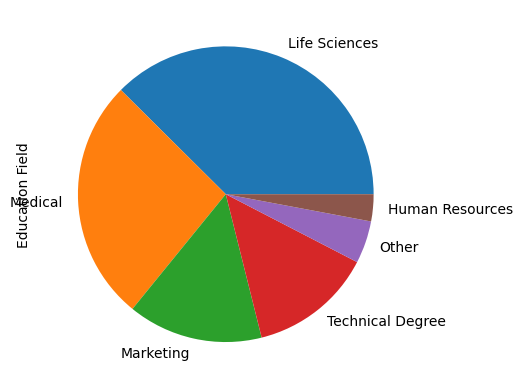 Life Sciences
Medical
Education Field
Human Resources
Other
Technical Degree
Marketing